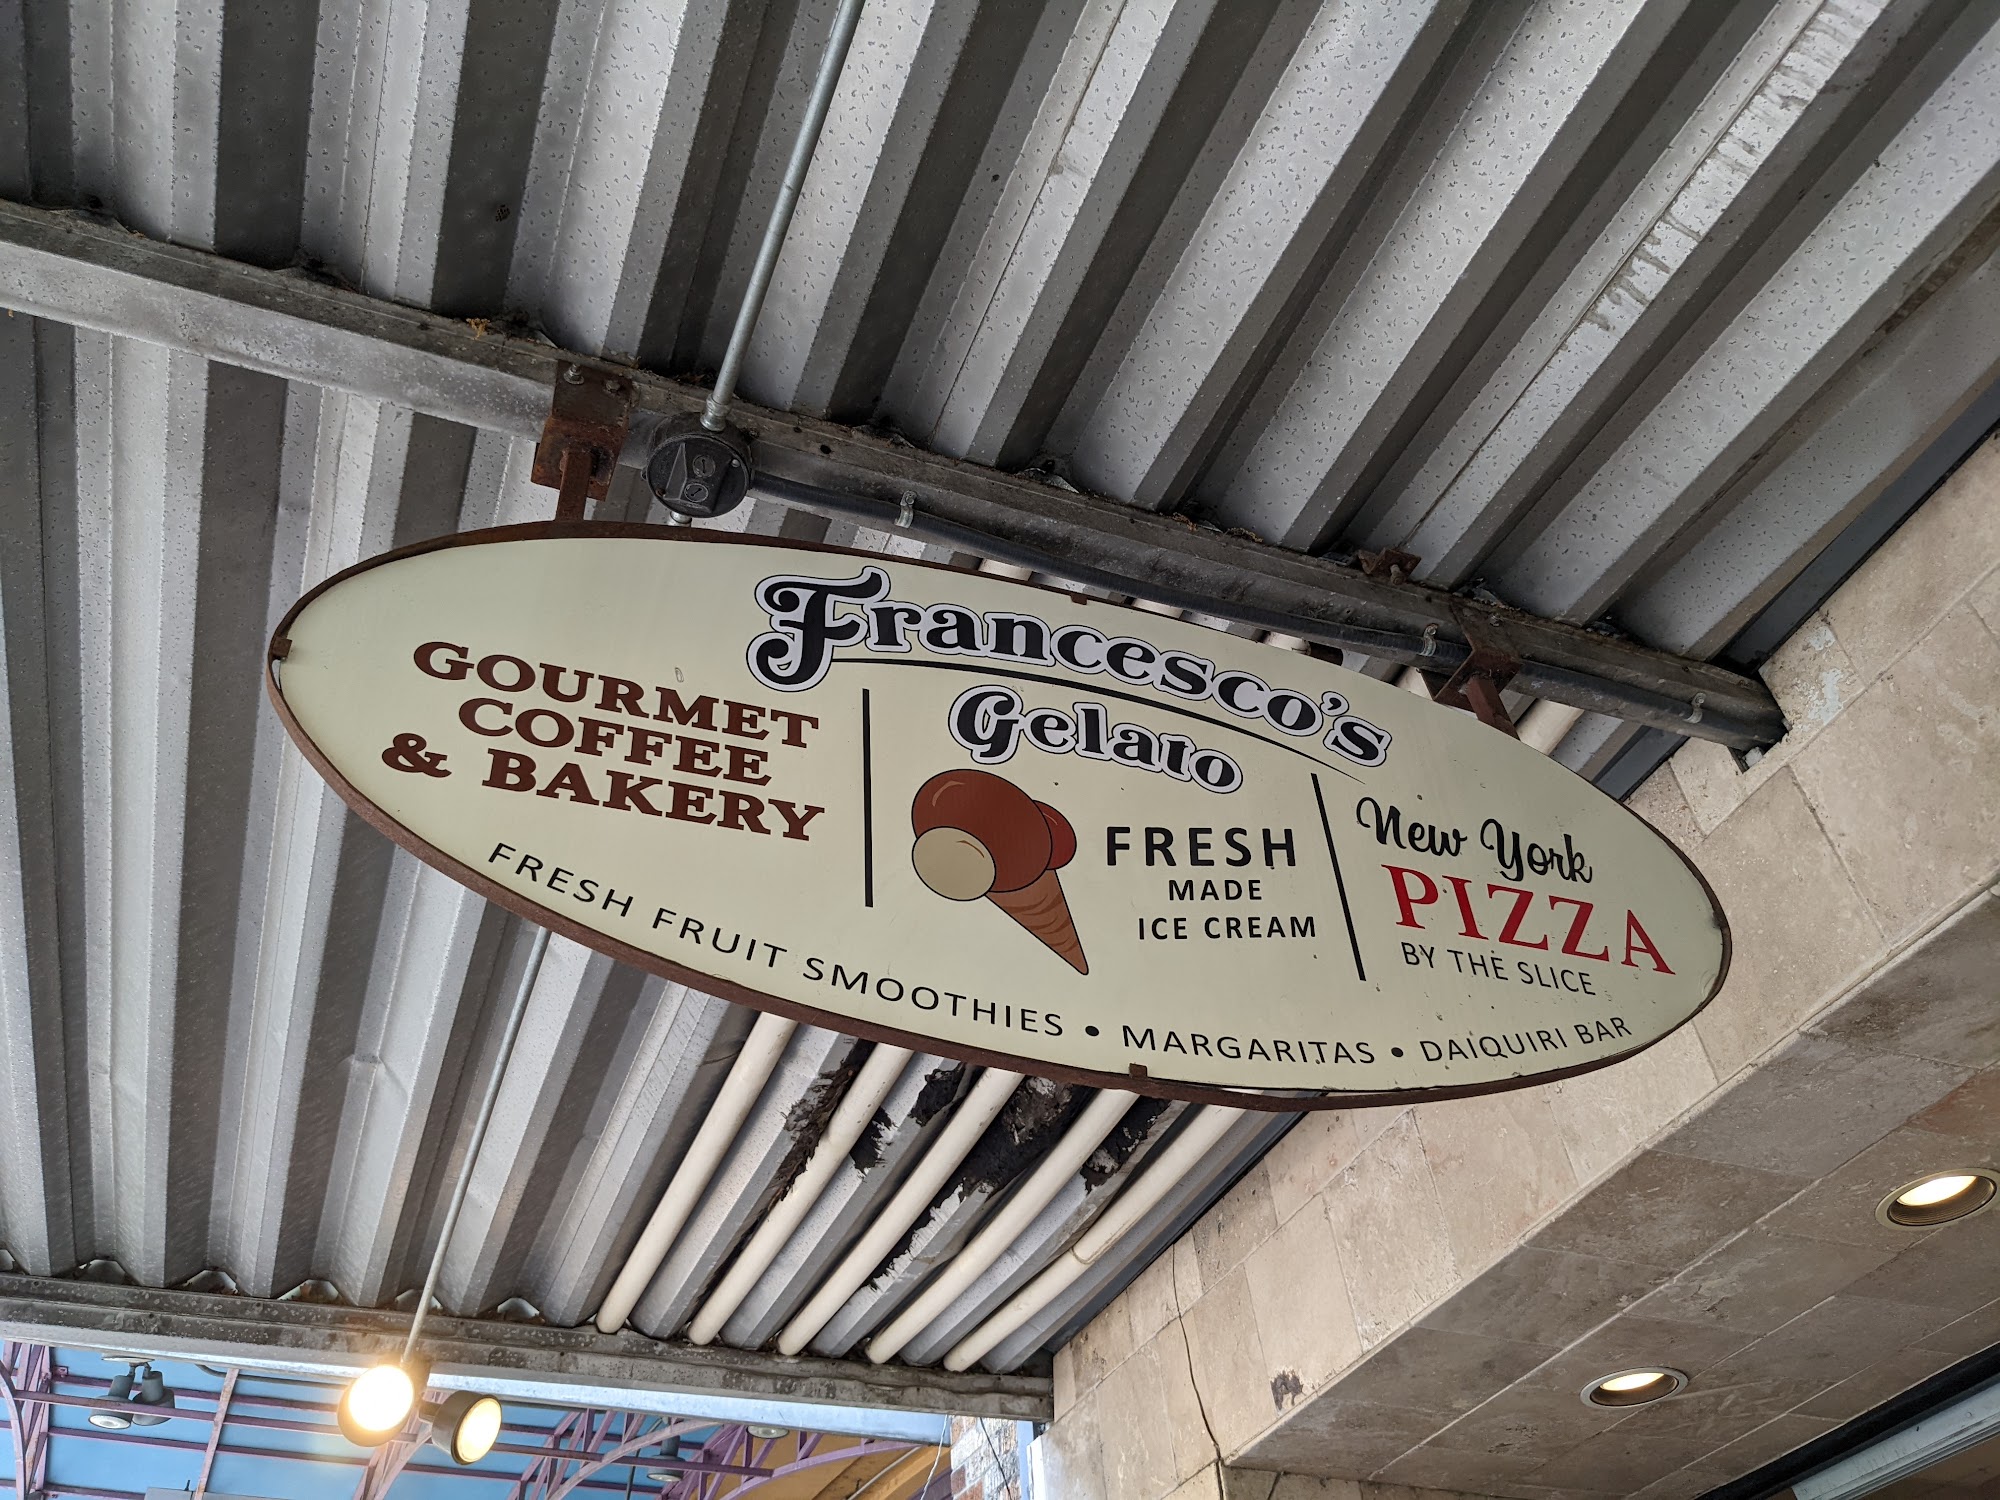 Francesco's
Gelato
GOURMET
COFFEE
& BAKERY
FRESH
MADE
ICE CREAM
New York
PIZZA
BY THE SLICE
FRESH FRUIT SMOOTHIES • MARGARITAS • DAIQUIRI BAR